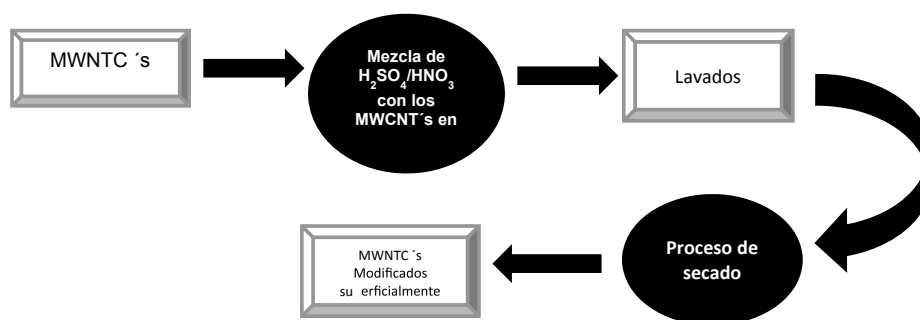 MWNTC ´s
Mezcla de
H2SO4/HNO3
con los
MWCNT´s en
Lavados
Proceso de
secado
MWNTC ´s
Modificados
su erficialmente